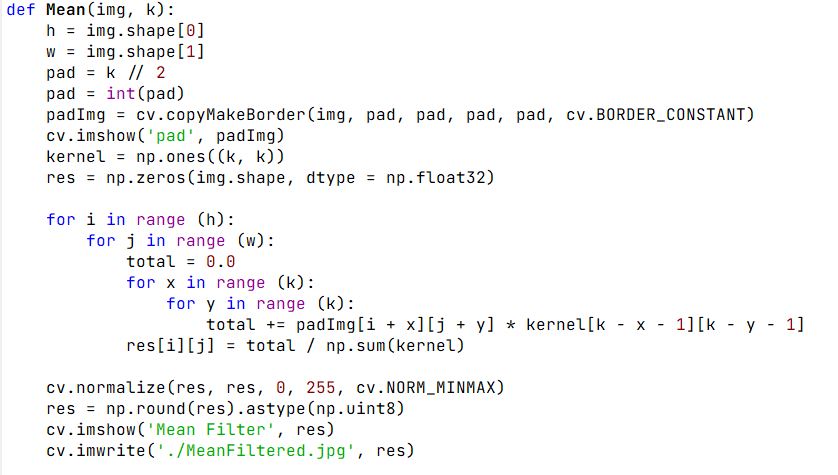 def Mean(img, k):
    h = img.shape[0]
    w = img.shape[1]
    pad = k // 2
    pad = int(pad)
    padImg = cv.copyMakeBorder(img, pad, pad, pad, pad, cv.BORDER_CONSTANT)
    cv.imshow('pad', padImg)
    kernel = np.ones((k, k))
    res = np.zeros(img.shape, dtype = np.float32)

    for i in range (h):
        for j in range (w):
            total = 0.0
            for x in range (k):
                for y in range (k):
                    total += padImg[i + x][j + y] * kernel[k - x - 1][k - y - 1]
            res[i][j] = total / np.sum(kernel)

    cv.normalize(res, res, 0, 255, cv.NORM_MINMAX)
    res = np.round(res).astype(np.uint8)
    cv.imshow('Mean Filter', res)
    cv.imwrite('./MeanFiltered.jpg', res)